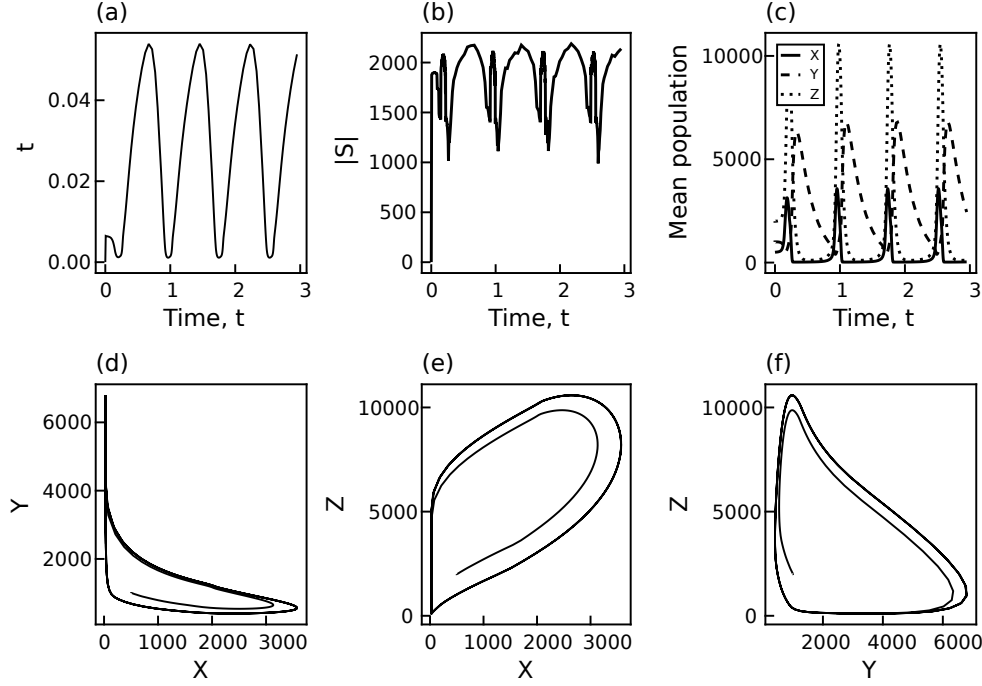 (a)
t
0.04
0.02
0.00
0 1 2 3
Time, t
(b)
|S|
2000
1500
1000
500
0
0 1 2 3
Time, t
(c)
Mean population
10000
5000
0
X
Y
Z
0 1 2 3
Time, t
(d)
Y
6000
4000
2000
0 1000 2000 3000
X
(e)
Z
10000
5000
0
0 1000 2000 3000
X
(f)
Z
10000
5000
0
2000 4000 6000
Y